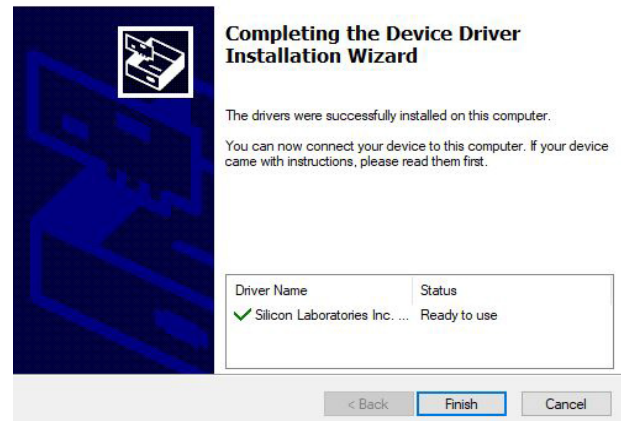 Completing the Device Driver
Installation Wizard
The drivers were successfully installed on this computer.
You can now connect your device to this computer. If your device
came with instructions, please read them first.
Driver Name Status
Silicon Laboratories Inc. ... Ready to use
< Back Finish Cancel